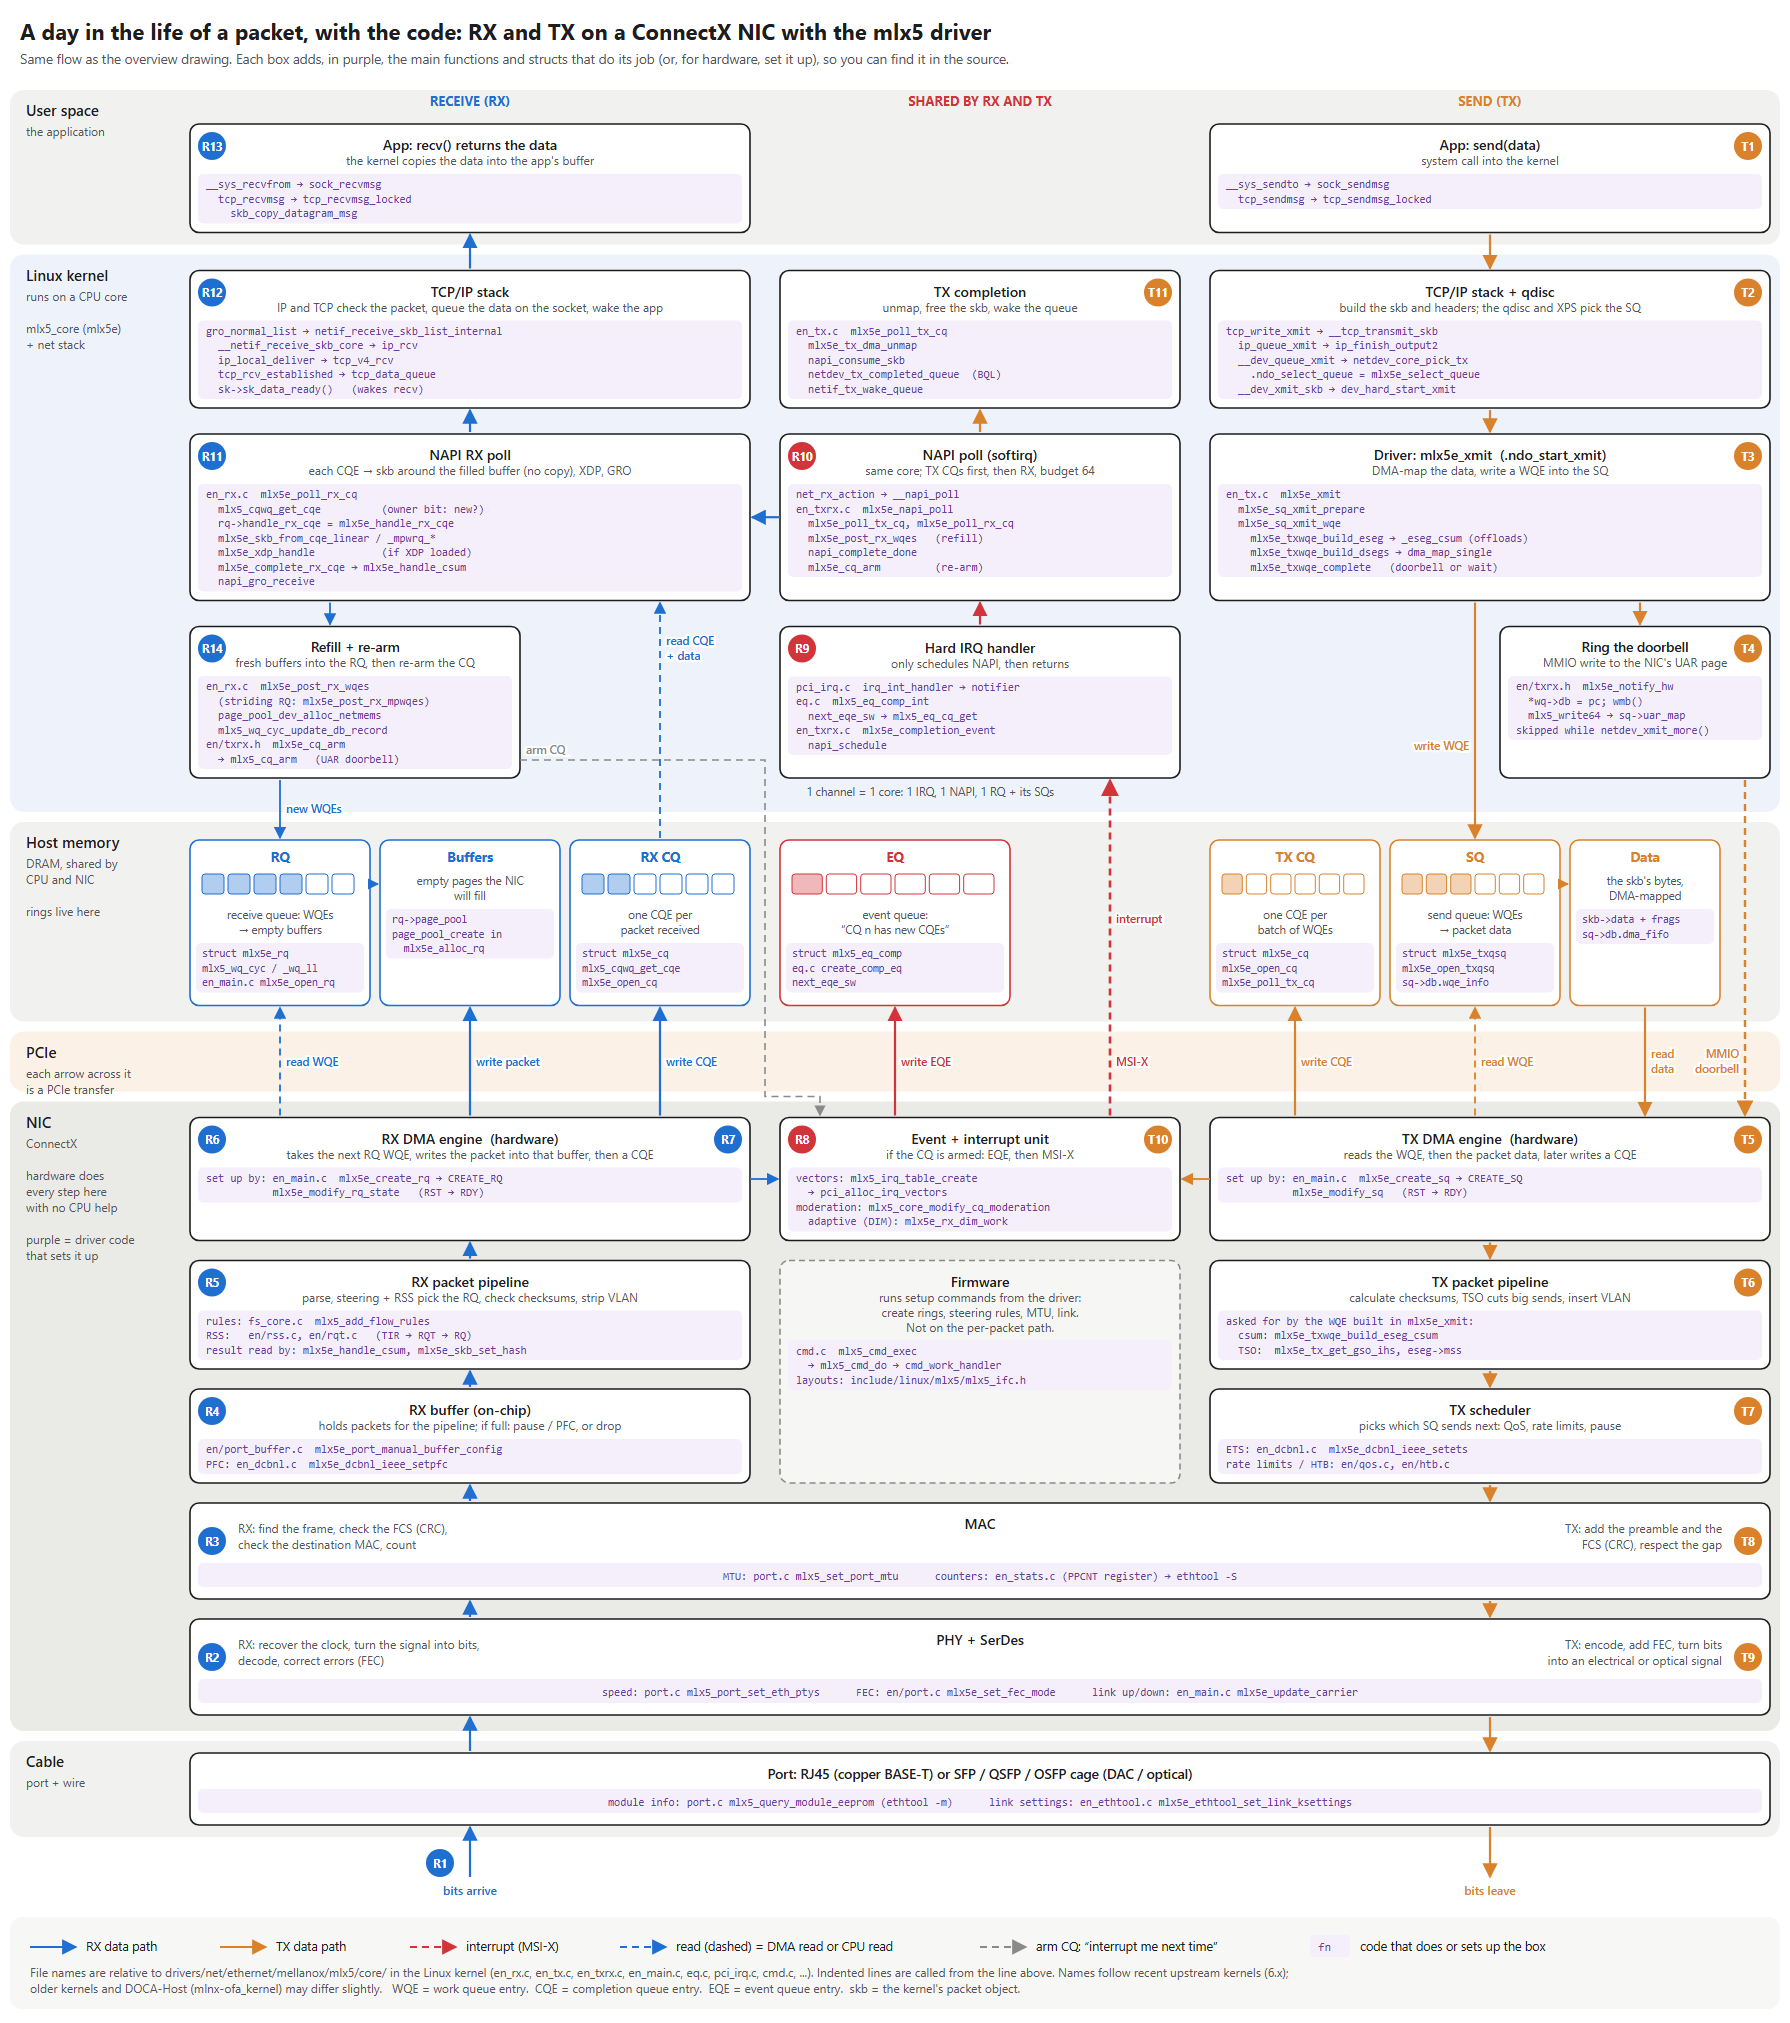 A day in the life of a packet, with the code: RX and TX on a ConnectX NIC with the mlx5 driver
Same flow as the overview drawing. Each box adds, in purple, the main functions and structs that do its job (or, for hardware, set it up), so you can find it in the source.
User space
the application
RECEIVE (RX)
SHARED BY RX AND TX
SEND (TX)
R13
App: recv() returns the data
the kernel copies the data into the app's buffer
__sys_recvfrom → sock_recvmsg
tcp_recvmsg → tcp_recvmsg_locked
skb_copy_datagram_msg
App: send(data)
T1
system call into the kernel
__sys_sendto → sock_sendmsg
tcp_sendmsg → tcp_sendmsg_locked
Linux kernel
runs on a CPU core
mlx5_core (mlx5e)
+ net stack
R12
TCP/IP stack
IP and TCP check the packet, queue the data on the socket, wake the app
gro_normal_list → netif_receive_skb_list_internal
__netif_receive_skb_core → ip_rcv
ip_local_deliver → tcp_v4_rcv
tcp_rcv_established → tcp_data_queue
sk->sk_data_ready()   (wakes recv)
TX completion
T11
unmap, free the skb, wake the queue
en_tx.c  mlx5e_poll_tx_cq
mlx5e_tx_dma_unmap
napi_consume_skb
netdev_tx_completed_queue  (BQL)
netif_tx_wake_queue
TCP/IP stack + qdisc
T2
build the skb and headers; the qdisc and XPS pick the SQ
tcp_write_xmit → __tcp_transmit_skb
ip_queue_xmit → ip_finish_output2
__dev_queue_xmit → netdev_core_pick_tx
.ndo_select_queue = mlx5e_select_queue
__dev_xmit_skb → dev_hard_start_xmit
R11
NAPI RX poll
each CQE → skb around the filled buffer (no copy), XDP, GRO
en_rx.c  mlx5e_poll_rx_cq
mlx5_cqwq_get_cqe          (owner bit: new?)
rq->handle_rx_cqe = mlx5e_handle_rx_cqe
mlx5e_skb_from_cqe_linear / _mpwrq_*
mlx5e_xdp_handle           (if XDP loaded)
mlx5e_complete_rx_cqe → mlx5e_handle_csum
napi_gro_receive
R10
NAPI poll (softirq)
same core; TX CQs first, then RX, budget 64
net_rx_action → __napi_poll
en_txrx.c  mlx5e_napi_poll
mlx5e_poll_tx_cq, mlx5e_poll_rx_cq
mlx5e_post_rx_wqes   (refill)
napi_complete_done
mlx5e_cq_arm         (re-arm)
Driver: mlx5e_xmit  (.ndo_start_xmit)
T3
DMA-map the data, write a WQE into the SQ
en_tx.c  mlx5e_xmit
mlx5e_sq_xmit_prepare
mlx5e_sq_xmit_wqe
mlx5e_txwqe_build_eseg → _eseg_csum (offloads)
mlx5e_txwqe_build_dsegs → dma_map_single
mlx5e_txwqe_complete   (doorbell or wait)
R14
Refill + re-arm
fresh buffers into the RQ, then re-arm the CQ
en_rx.c  mlx5e_post_rx_wqes
(striding RQ: mlx5e_post_rx_mpwqes)
page_pool_dev_alloc_netmems
mlx5_wq_cyc_update_db_record
en/txrx.h  mlx5e_cq_arm
→ mlx5_cq_arm   (UAR doorbell)
read CQE
+ data
arm CQ
new WQEs
R9
Hard IRQ handler
only schedules NAPI, then returns
pci_irq.c  irq_int_handler → notifier
eq.c  mlx5_eq_comp_int
next_eqe_sw → mlx5_eq_cq_get
en_txrx.c  mlx5e_completion_event
napi_schedule
1 channel = 1 core: 1 IRQ, 1 NAPI, 1 RQ + its SQs
write WQE
Ring the doorbell
T4
MMIO write to the NIC's UAR page
en/txrx.h  mlx5e_notify_hw
*wq->db = pc; wmb()
mlx5_write64 → sq->uar_map
skipped while netdev_xmit_more()
Host memory
DRAM, shared by
CPU and NIC
rings live here
RQ
receive queue: WQEs
→ empty buffers
struct mlx5e_rq
mlx5_wq_cyc / _wq_ll
en_main.c mlx5e_open_rq
Buffers
empty pages the NIC
will fill
rq->page_pool
page_pool_create in
mlx5e_alloc_rq
RX CQ
one CQE per
packet received
struct mlx5e_cq
mlx5_cqwq_get_cqe
mlx5e_open_cq
EQ
event queue:
“CQ n has new CQEs”
struct mlx5_eq_comp
eq.c create_comp_eq
next_eqe_sw
interrupt
TX CQ
one CQE per
batch of WQEs
struct mlx5e_cq
mlx5e_open_cq
mlx5e_poll_tx_cq
SQ
send queue: WQEs
→ packet data
struct mlx5e_txqsq
mlx5e_open_txqsq
sq->db.wqe_info
Data
the skb's bytes,
DMA-mapped
skb->data + frags
sq->db.dma_fifo
PCIe
each arrow across it
is a PCIe transfer
read WQE
write packet
write CQE
write EQE
MSI-X
write CQE
read WQE
read
data
MMIO
doorbell
NIC
ConnectX
hardware does
every step here
with no CPU help
purple = driver code
that sets it up
R6
RX DMA engine  (hardware)
R7
takes the next RQ WQE, writes the packet into that buffer, then a CQE
set up by: en_main.c  mlx5e_create_rq → CREATE_RQ
mlx5e_modify_rq_state   (RST → RDY)
R8
Event + interrupt unit
T10
if the CQ is armed: EQE, then MSI-X
vectors: mlx5_irq_table_create
→ pci_alloc_irq_vectors
moderation: mlx5_core_modify_cq_moderation
adaptive (DIM): mlx5e_rx_dim_work
TX DMA engine  (hardware)
T5
reads the WQE, then the packet data, later writes a CQE
set up by: en_main.c  mlx5e_create_sq → CREATE_SQ
mlx5e_modify_sq   (RST → RDY)
R5
RX packet pipeline
parse, steering + RSS pick the RQ, check checksums, strip VLAN
rules: fs_core.c  mlx5_add_flow_rules
RSS:   en/rss.c, en/rqt.c   (TIR → RQT → RQ)
result read by: mlx5e_handle_csum, mlx5e_skb_set_hash
Firmware
runs setup commands from the driver:
create rings, steering rules, MTU, link.
Not on the per-packet path.
cmd.c  mlx5_cmd_exec
→ mlx5_cmd_do → cmd_work_handler
layouts: include/linux/mlx5/mlx5_ifc.h
TX packet pipeline
T6
calculate checksums, TSO cuts big sends, insert VLAN
asked for by the WQE built in mlx5e_xmit:
csum: mlx5e_txwqe_build_eseg_csum
TSO:  mlx5e_tx_get_gso_ihs, eseg->mss
R4
RX buffer (on-chip)
holds packets for the pipeline; if full: pause / PFC, or drop
en/port_buffer.c  mlx5e_port_manual_buffer_config
PFC: en_dcbnl.c  mlx5e_dcbnl_ieee_setpfc
TX scheduler
T7
picks which SQ sends next: QoS, rate limits, pause
ETS: en_dcbnl.c  mlx5e_dcbnl_ieee_setets
rate limits / HTB: en/qos.c, en/htb.c
MAC
R3
RX: find the frame, check the FCS (CRC),
check the destination MAC, count
TX: add the preamble and the
FCS (CRC), respect the gap
T8
MTU: port.c mlx5_set_port_mtu      counters: en_stats.c (PPCNT register) → ethtool -S
PHY + SerDes
R2
RX: recover the clock, turn the signal into bits,
decode, correct errors (FEC)
TX: encode, add FEC, turn bits
into an electrical or optical signal
T9
speed: port.c mlx5_port_set_eth_ptys      FEC: en/port.c mlx5e_set_fec_mode      link up/down: en_main.c mlx5e_update_carrier
Cable
port + wire
Port: RJ45 (copper BASE-T) or SFP / QSFP / OSFP cage (DAC / optical)
module info: port.c mlx5_query_module_eeprom (ethtool -m)      link settings: en_ethtool.c mlx5e_ethtool_set_link_ksettings
R1
bits arrive
bits leave
RX data path
TX data path
interrupt (MSI-X)
read (dashed) = DMA read or CPU read
arm CQ: “interrupt me next time”
fn
code that does or sets up the box
File names are relative to drivers/net/ethernet/mellanox/mlx5/core/ in the Linux kernel (en_rx.c, en_tx.c, en_txrx.c, en_main.c, eq.c, pci_irq.c, cmd.c, ...). Indented lines are called from the line above. Names follow recent upstream kernels (6.x);
older kernels and DOCA-Host (mlnx-ofa_kernel) may differ slightly.   WQE = work queue entry.  CQE = completion queue entry.  EQE = event queue entry.  skb = the kernel's packet object.